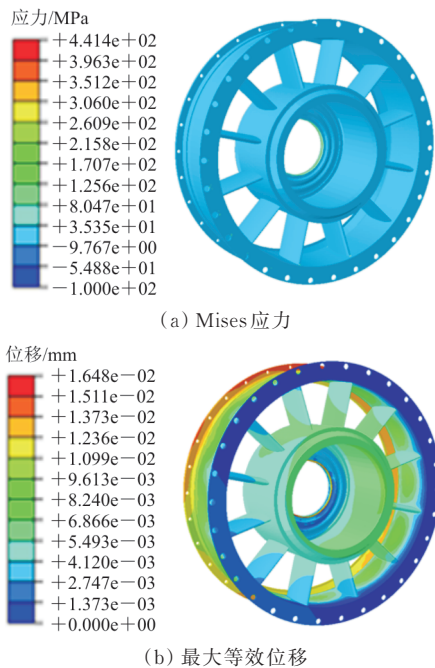 应力/MPa
+4.414e+02
+3.963e+02
+3.512e+02
+3.060e+02
+2.609e+02
+2.158e+02
+1.707e+02
+1.256e+02
+8.047e+01
+3.535e+01
−9.767e+00
−5.488e+01
−1.000e+02
(a) Mises应力
位移/mm
+1.648e−02
+1.511e−02
+1.373e−02
+1.236e−02
+1.099e−02
+9.613e−03
+8.240e−03
+6.866e−03
+5.493e−03
+4.120e−03
+2.747e−03
+1.373e−03
+0.000e+00
(b) 最大等效位移